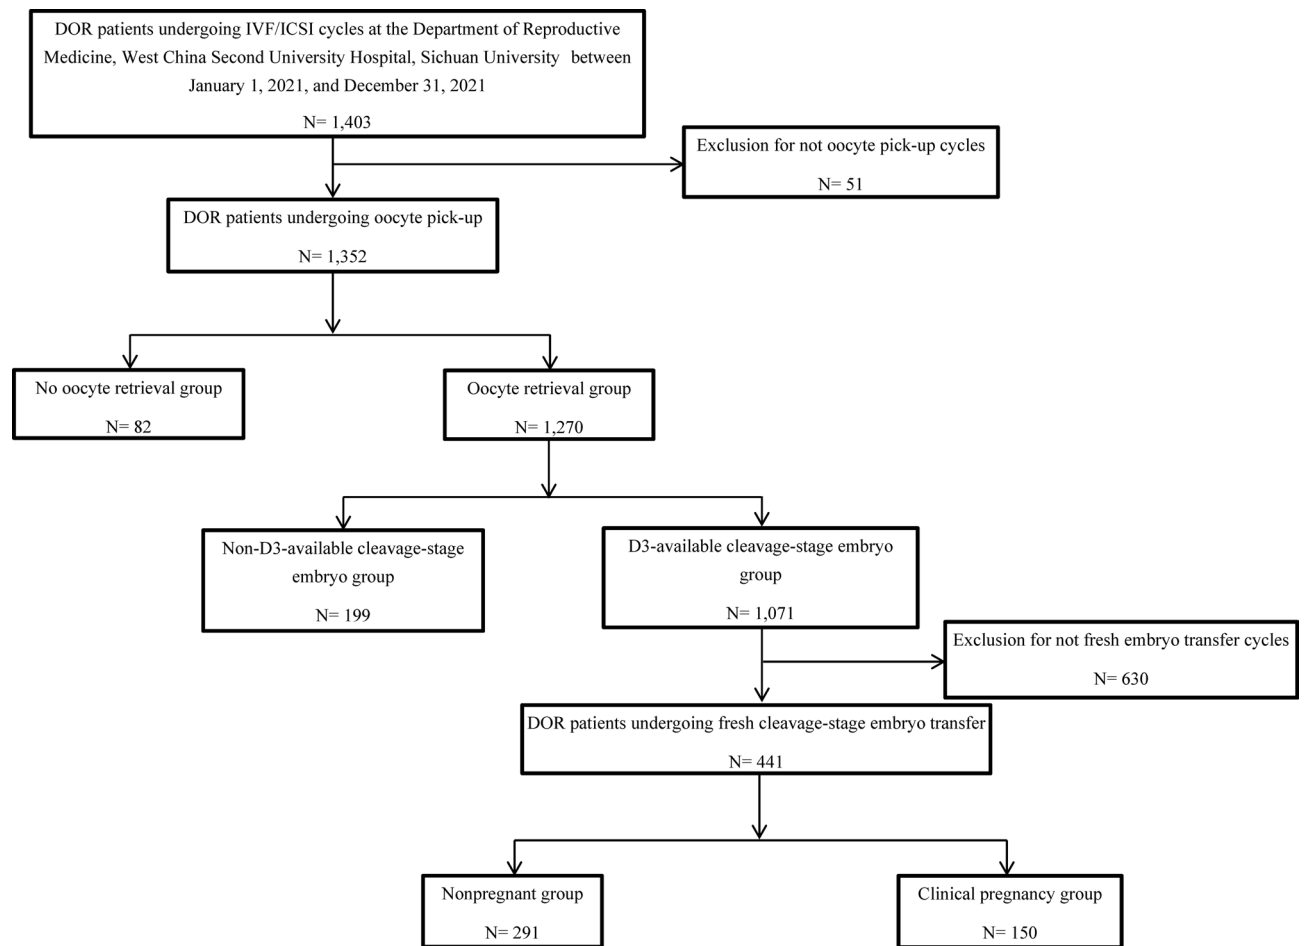 DOR patients undergoing IVF/ICSI cycles at the Department of Reproductive
Medicine, West China Second University Hospital, Sichuan University between
January 1, 2021, and December 31, 2021
N= 1,403
Exclusion for not oocyte pick-up cycles
N= 51
DOR patients undergoing oocyte pick-up
N= 1,352
No oocyte retrieval group
N= 82
Oocyte retrieval group
N= 1,270
Non-D3-available cleavage-stage
embryo group
N= 199
D3-available cleavage-stage embryo
group
N= 1,071
Exclusion for not fresh embryo transfer cycles
N= 630
DOR patients undergoing fresh cleavage-stage embryo transfer
N= 441
Nonpregnant group
N= 291
Clinical pregnancy group
N= 150